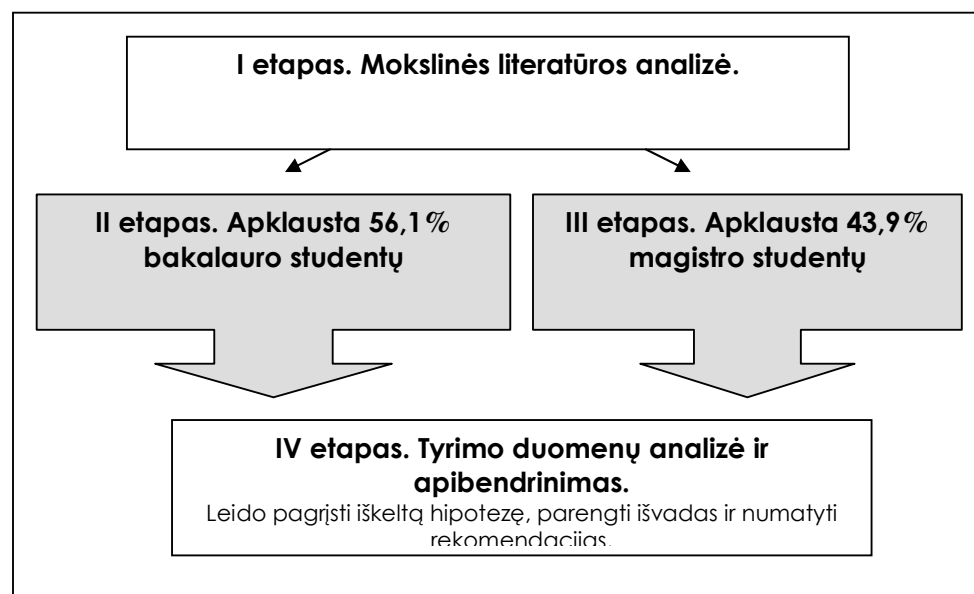 I etapas. Mokslinės literatūros analizė.
II etapas. Apklausta 56,1%
bakalauro studentų
III etapas. Apklausta 43,9%
magistro studentų
IV etapas. Tyrimo duomenų analizė ir
apibendrinimas.
Leido pagrįsti iškeltą hipotezę, parengti išvadas ir numatyti
rekomendacijas.